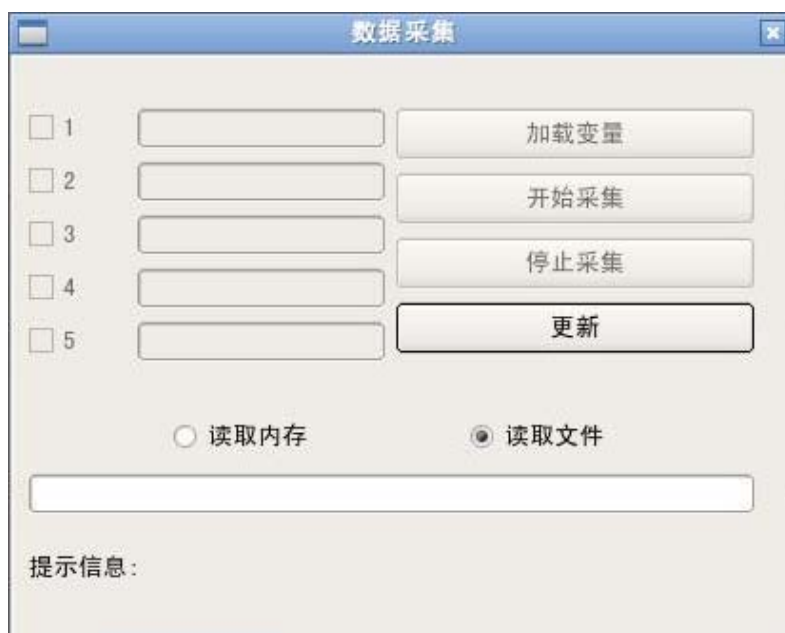 数据采集
1
加载变量
2
开始采集
3
停止采集
4
更新
5
读取内存 读取文件
提示信息: